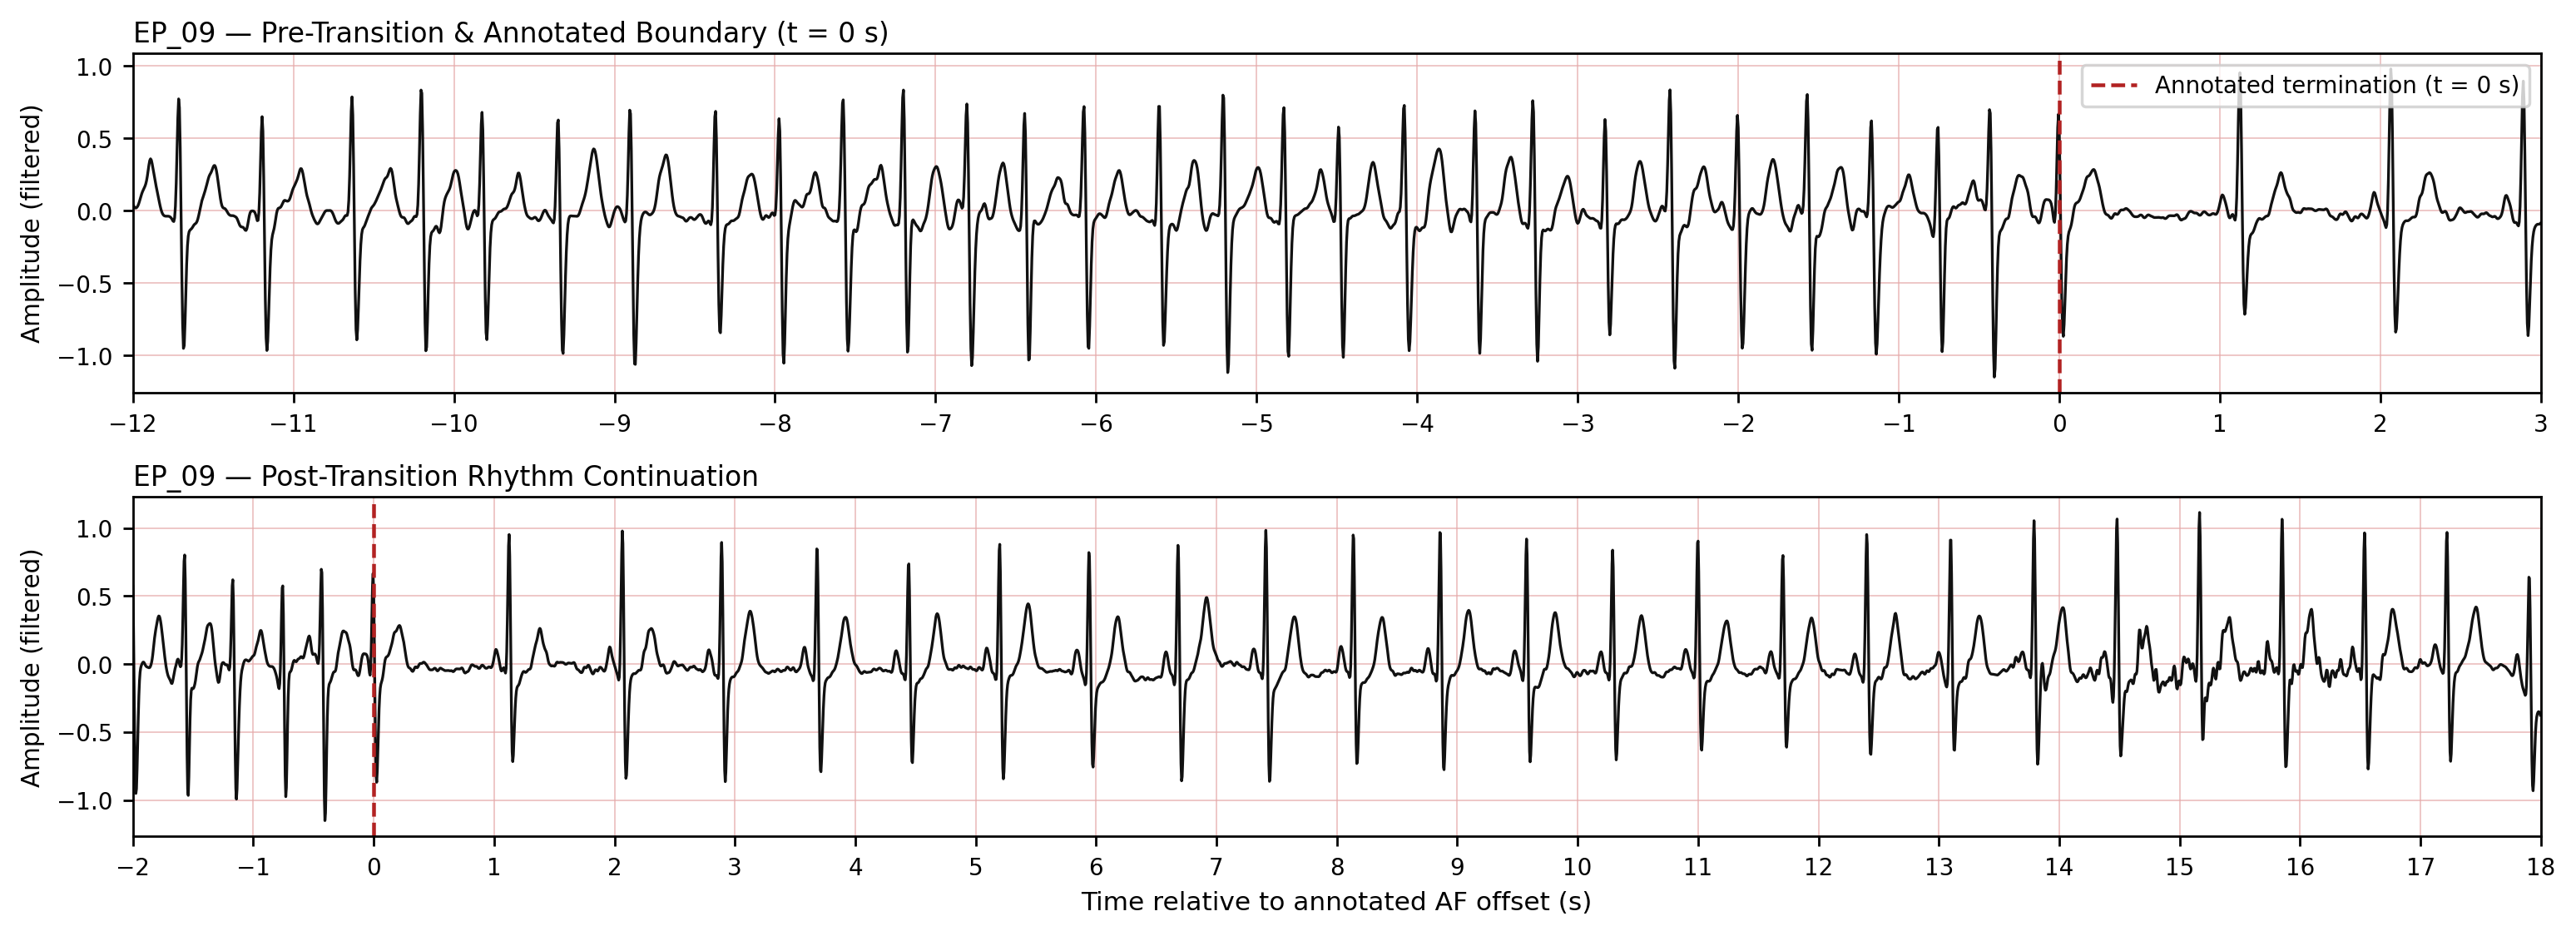 EP_09 — Pre-Transition & Annotated Boundary (t = 0 s)
Amplitude (filtered)
1.0
0.5
0.0
−0.5
−1.0
Annotated termination (t = 0 s)
−12 −11 −10 −9 −8 −7 −6 −5 −4 −3 −2 −1 0 1 2 3
EP_09 — Post-Transition Rhythm Continuation
Amplitude (filtered)
1.0
0.5
0.0
−0.5
−1.0
−2 −1 0 1 2 3 4 5 6 7 8 9 10 11 12 13 14 15 16 17 18
Time relative to annotated AF offset (s)